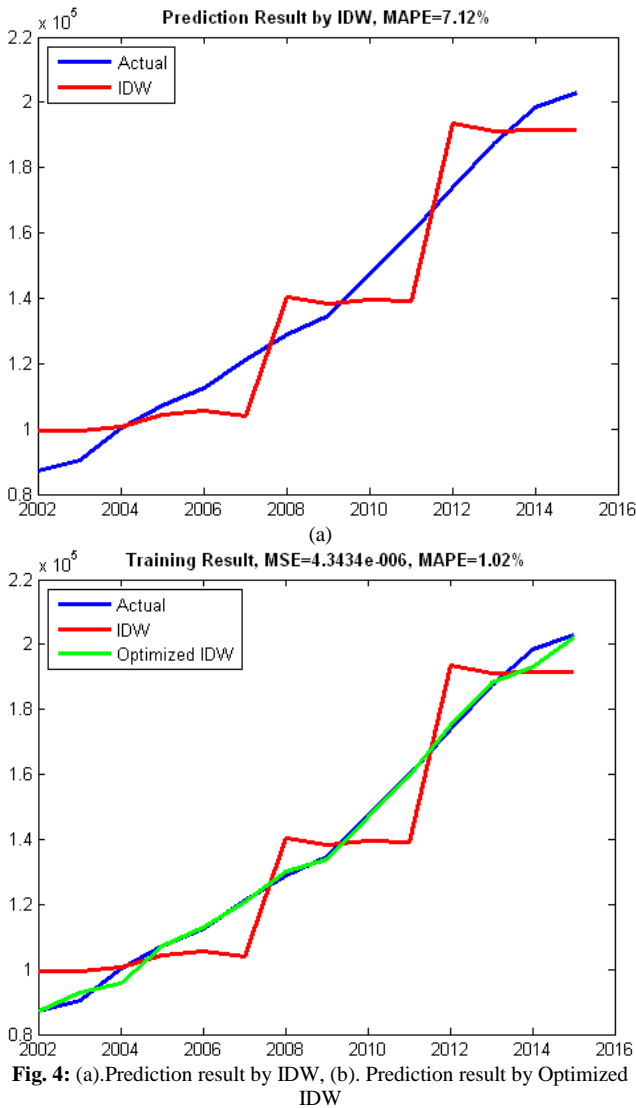 Prediction Result by IDW, MAPE=7.12%
x 10^5
2.2
2
1.8
1.6
1.4
1.2
1
0.8
Actual
IDW
2002 2004 2006 2008 2010 2012 2014 2016
(a)
Training Result, MSE=4.3434e-006, MAPE=1.02%
x 10^5
2.2
2
1.8
1.6
1.4
1.2
1
0.8
Actual
IDW
Optimized IDW
2002 2004 2006 2008 2010 2012 2014 2016
Fig. 4: (a).Prediction result by IDW, (b). Prediction result by Optimized
IDW